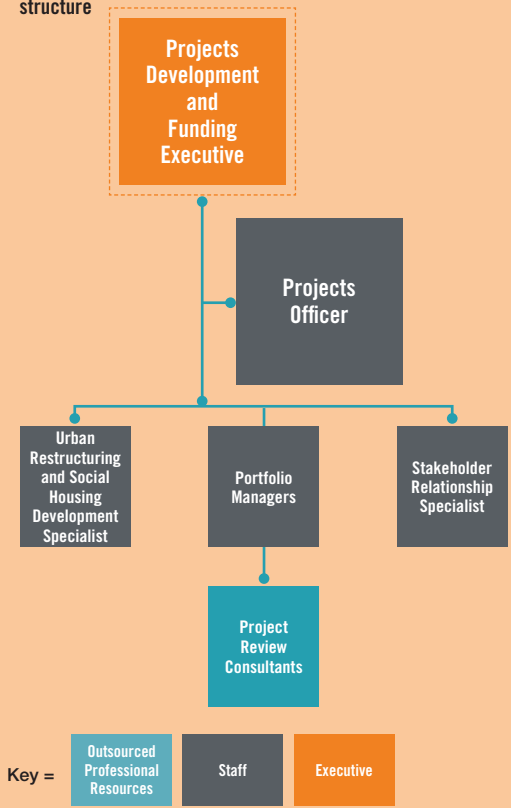 structure
Projects
Development
and
Funding
Executive
Projects
Officer
Urban
Restructuring
and Social
Housing
Development
Specialist
Portfolio
Managers
Stakeholder
Relationship
Specialist
Project
Review
Consultants
Key =
Outsourced
Professional
Resources
Staff
Executive